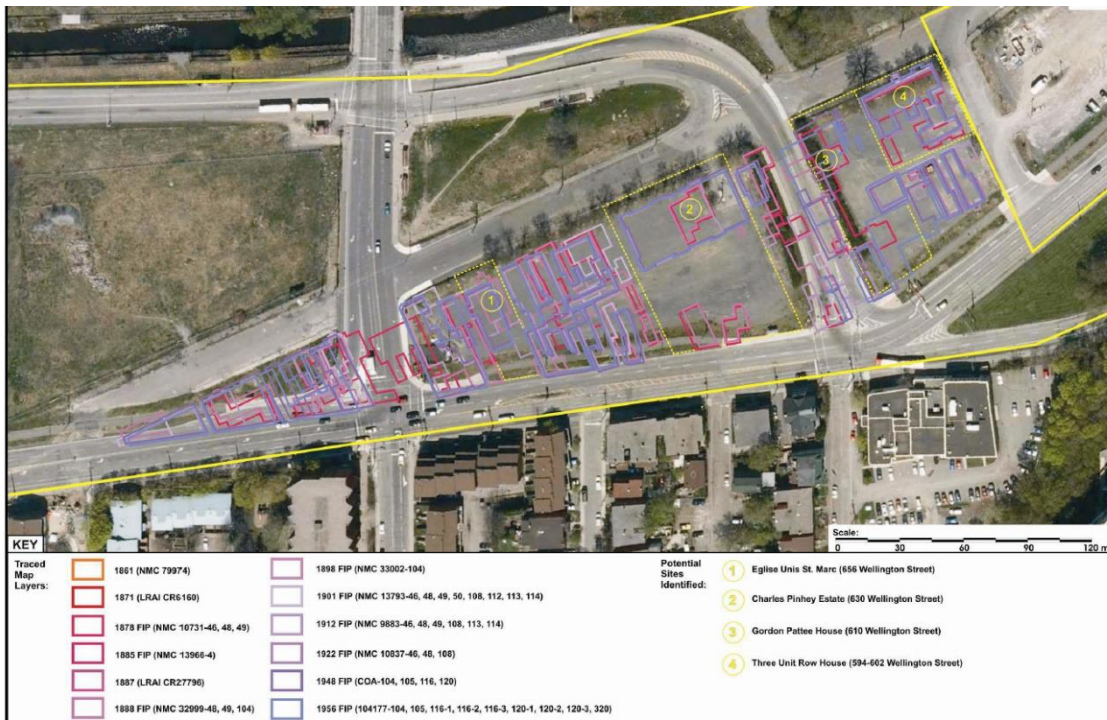 1
2
3
4
KEY
Traced
Map
Layers:
1861 (NMC 79974)
1871 (LRAI CR6160)
1878 FIP (NMC 10731-46, 48, 49)
1885 FIP (NMC 13966-4)
1887 (LRAI CR27796)
1888 FIP (NMC 32999-48, 49, 104)
1898 FIP (NMC 33002-104)
1901 FIP (NMC 13793-46, 48, 49, 50, 108, 112, 113, 114)
1912 FIP (NMC 9883-46, 48, 49, 108, 113, 114)
1922 FIP (NMC 10837-46, 48, 108)
1948 FIP (COA-104, 105, 116, 120)
1956 FIP (104177-104, 105, 116-1, 116-2, 116-3, 120-1, 120-2, 120-3, 320)
Scale:
0 30 60 90 120 m
Potential
Sites
Identified:
1 Eglise Unis St. Marc (656 Wellington Street)
2 Charles Pinhey Estate (630 Wellington Street)
3 Gordon Pattee House (610 Wellington Street)
4 Three Unit Row House (594-602 Wellington Street)